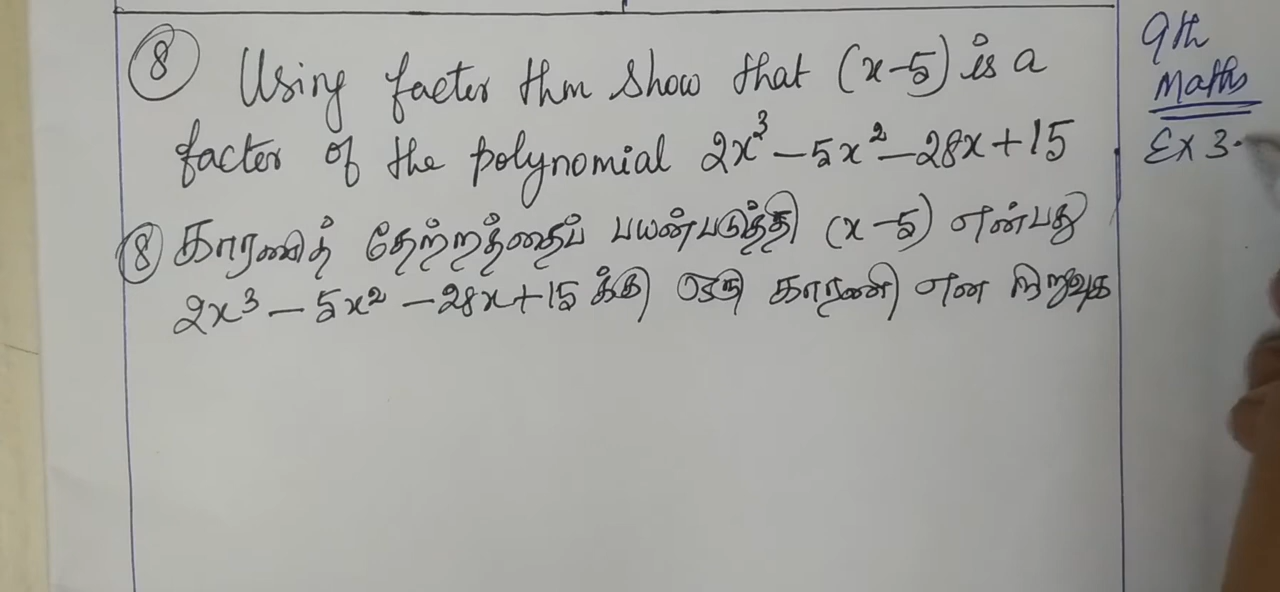 ⑧ Using factor thm show that (x-5) is a
factor of the polynomial 2x³ - 5x² - 28x + 15
⑧ காரணித் தேற்றத்தைப் பயன்படுத்தி (x-5) என்பது
2x³ - 5x² - 28x + 15 க்கு ஒரு காரணி என நிறுவுக
9th
Maths
Ex 3.